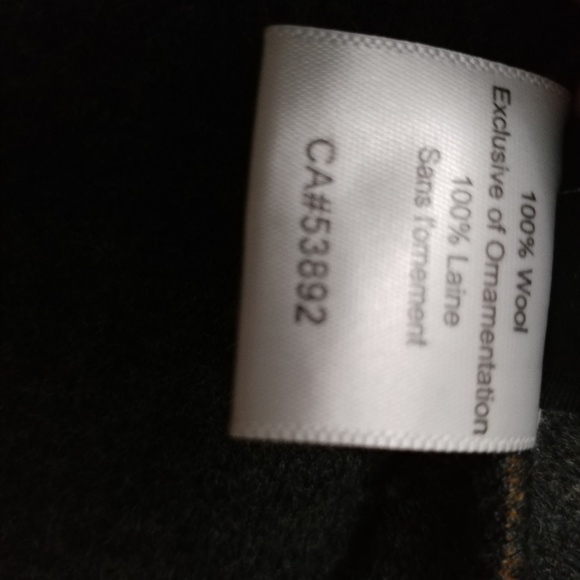 100% Wool
Exclusive of Ornamentation
100% Laine
Sans l'ornement
CA#53892